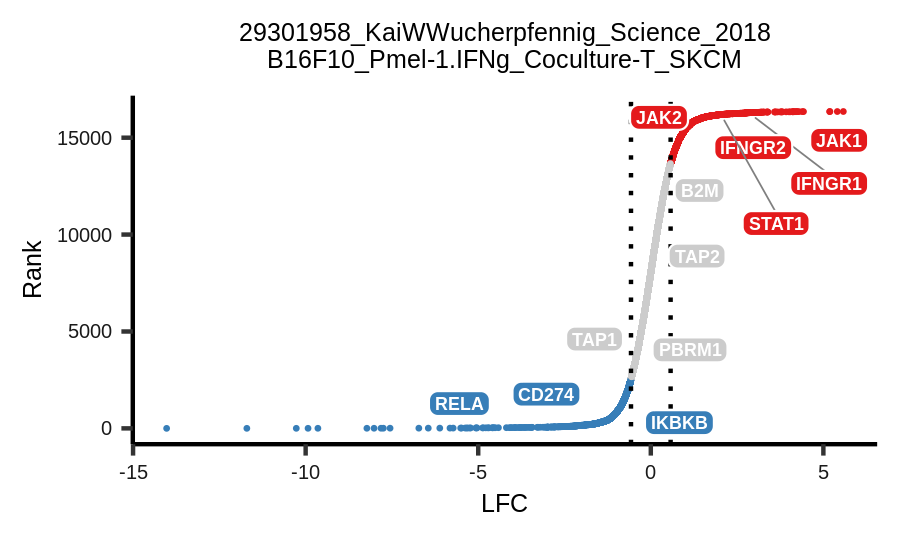 29301958_KaiWWucherpfennig_Science_2018
B16F10_Pmel-1.IFNg_Coculture-T_SKCM
Rank
15000
10000
5000
0
JAK2
IFNGR2
JAK1
IFNGR1
B2M
STAT1
TAP2
TAP1
PBRM1
CD274
RELA
IKBKB
-15
-10
-5
0
5
LFC